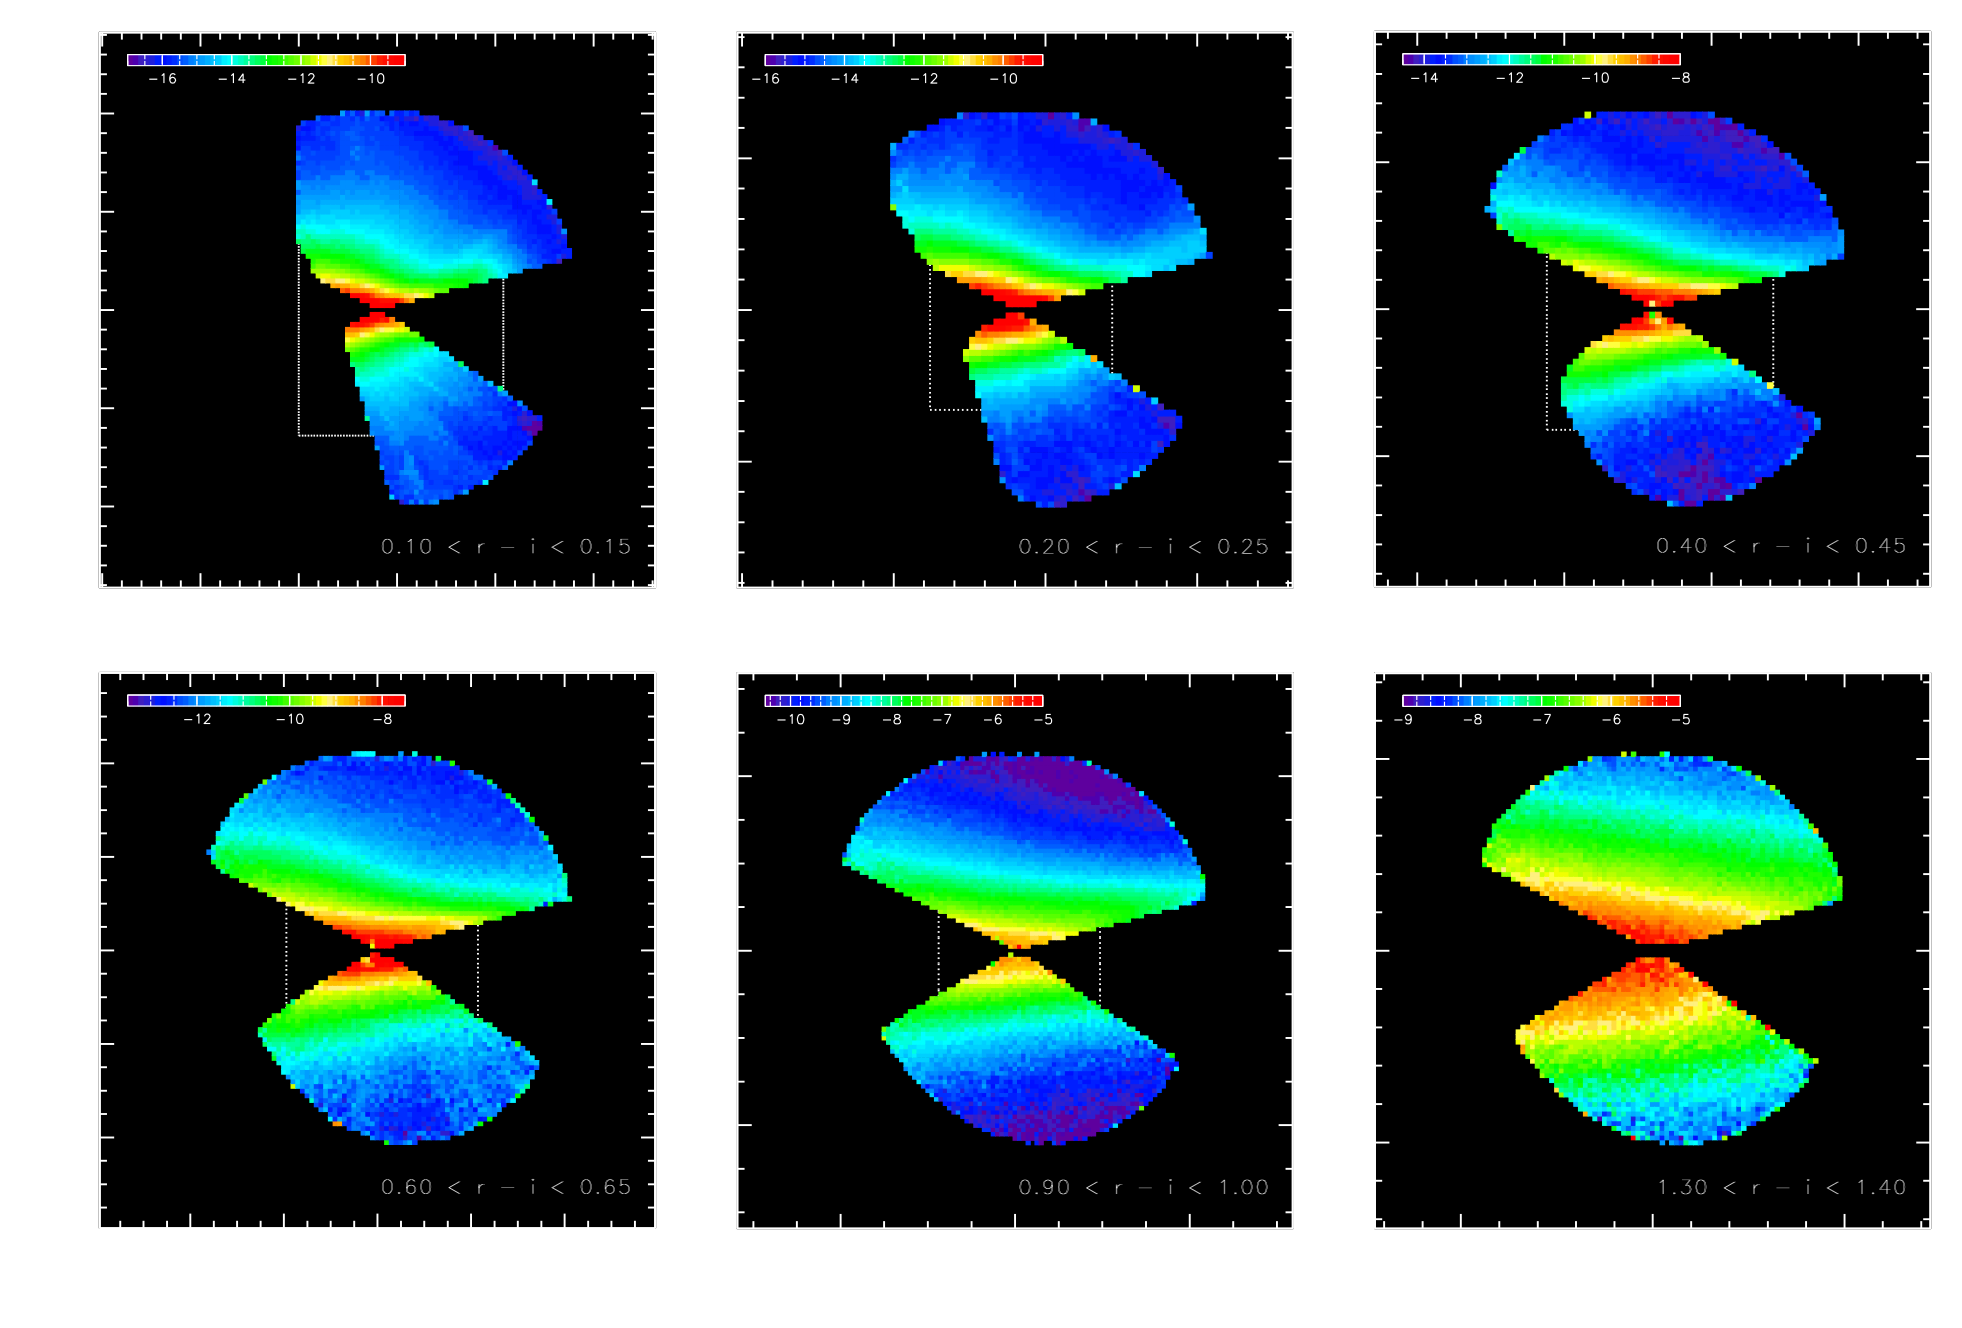 −16 −14 −12 −10
0.10 < r − i < 0.15
−16 −14 −12 −10
0.20 < r − i < 0.25
−14 −12 −10 −8
0.40 < r − i < 0.45
−12 −10 −8
0.60 < r − i < 0.65
−10 −9 −8 −7 −6 −5
0.90 < r − i < 1.00
−9 −8 −7 −6 −5
1.30 < r − i < 1.40